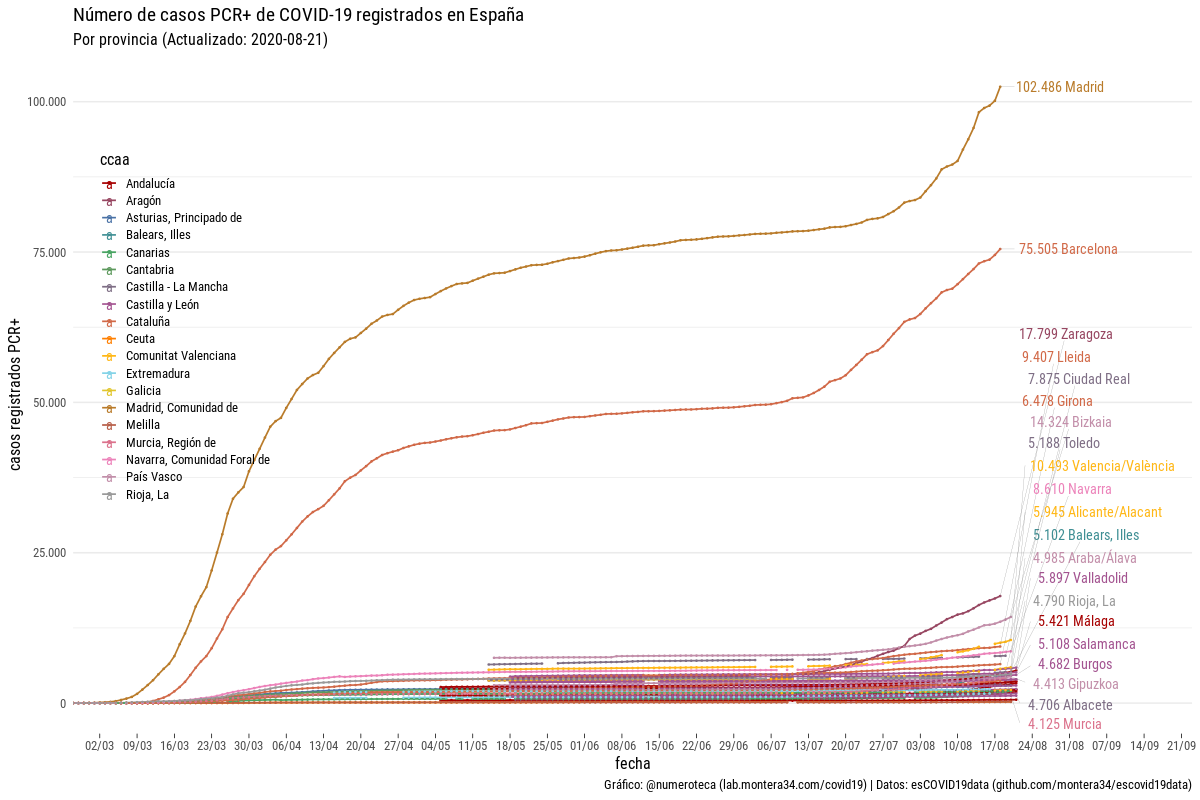 Número de casos PCR+ de COVID-19 registrados en España
Por provincia (Actualizado: 2020-08-21)
casos registrados PCR+
100.000
75.000
50.000
25.000
0
ccaa
Andalucía
Aragón
Asturias, Principado de
Balears, Illes
Canarias
Cantabria
Castilla - La Mancha
Castilla y León
Cataluña
Ceuta
Comunitat Valenciana
Extremadura
Galicia
Madrid, Comunidad de
Melilla
Murcia, Región de
Navarra, Comunidad Foral de
País Vasco
Rioja, La
102.486 Madrid
75.505 Barcelona
17.799 Zaragoza
9.407 Lleida
7.875 Ciudad Real
6.478 Girona
14.324 Bizkaia
5.188 Toledo
10.493 Valencia/València
8.610 Navarra
5.945 Alicante/Alacant
5.102 Balears, Illes
4.985 Araba/Álava
5.897 Valladolid
4.790 Rioja, La
5.421 Málaga
5.108 Salamanca
4.682 Burgos
4.413 Gipuzkoa
4.706 Albacete
4.125 Murcia
02/03 09/03 16/03 23/03 30/03 06/04 13/04 20/04 27/04 04/05 11/05 18/05 25/05 01/06 08/06 15/06 22/06 29/06 06/07 13/07 20/07 27/07 03/08 10/08 17/08 24/08 31/08 07/09 14/09 21/09
fecha
Gráfico: @numeroteca (lab.montera34.com/covid19) | Datos: esCOVID19data (github.com/montera34/escovid19data)